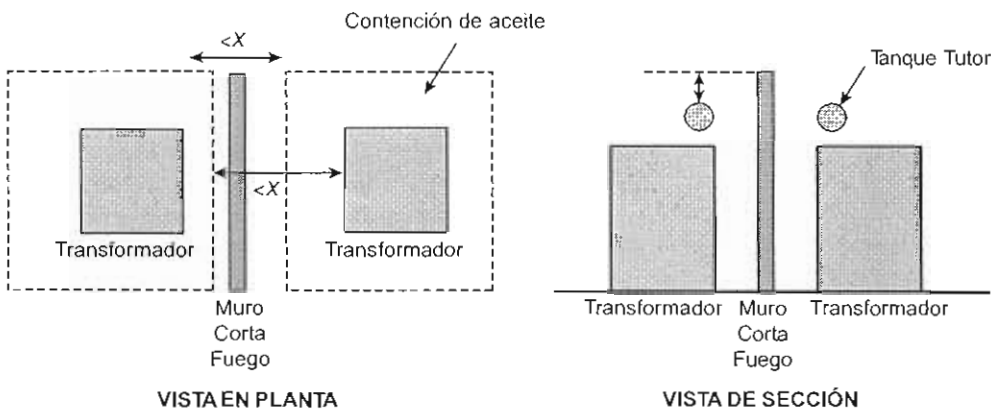 Contención de aceite
<X
<X
Transformador
Transformador
Muro
Corta
Fuego
VISTA EN PLANTA
Tanque Tutor
Transformador
Muro
Corta
Fuego
Transformador
VISTA DE SECCIÓN